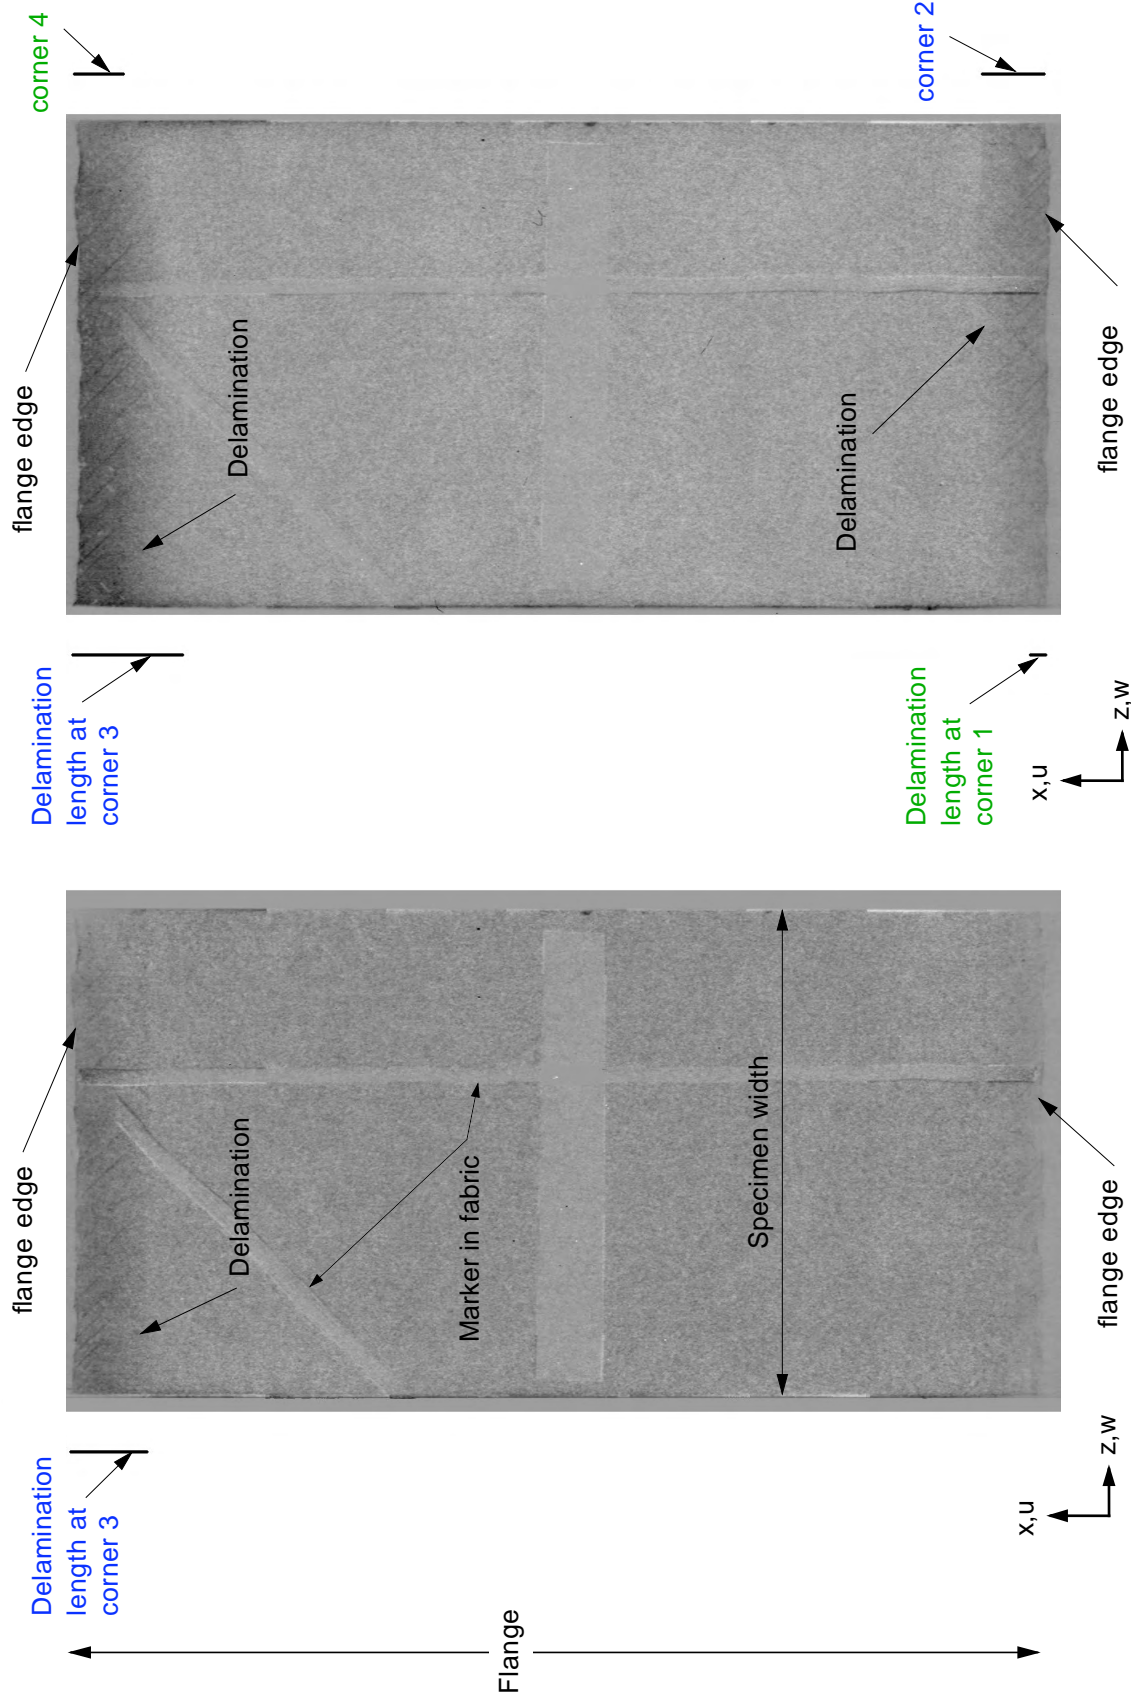 corner 4
corner 2
flange edge
Delamination
Delamination
flange edge
Delamination
length at
corner 3
Delamination
length at
corner 1
x,u
z,w
flange edge
Delamination
Marker in fabric
Specimen width
flange edge
Delamination
length at
corner 3
x,u
z,w
Flange